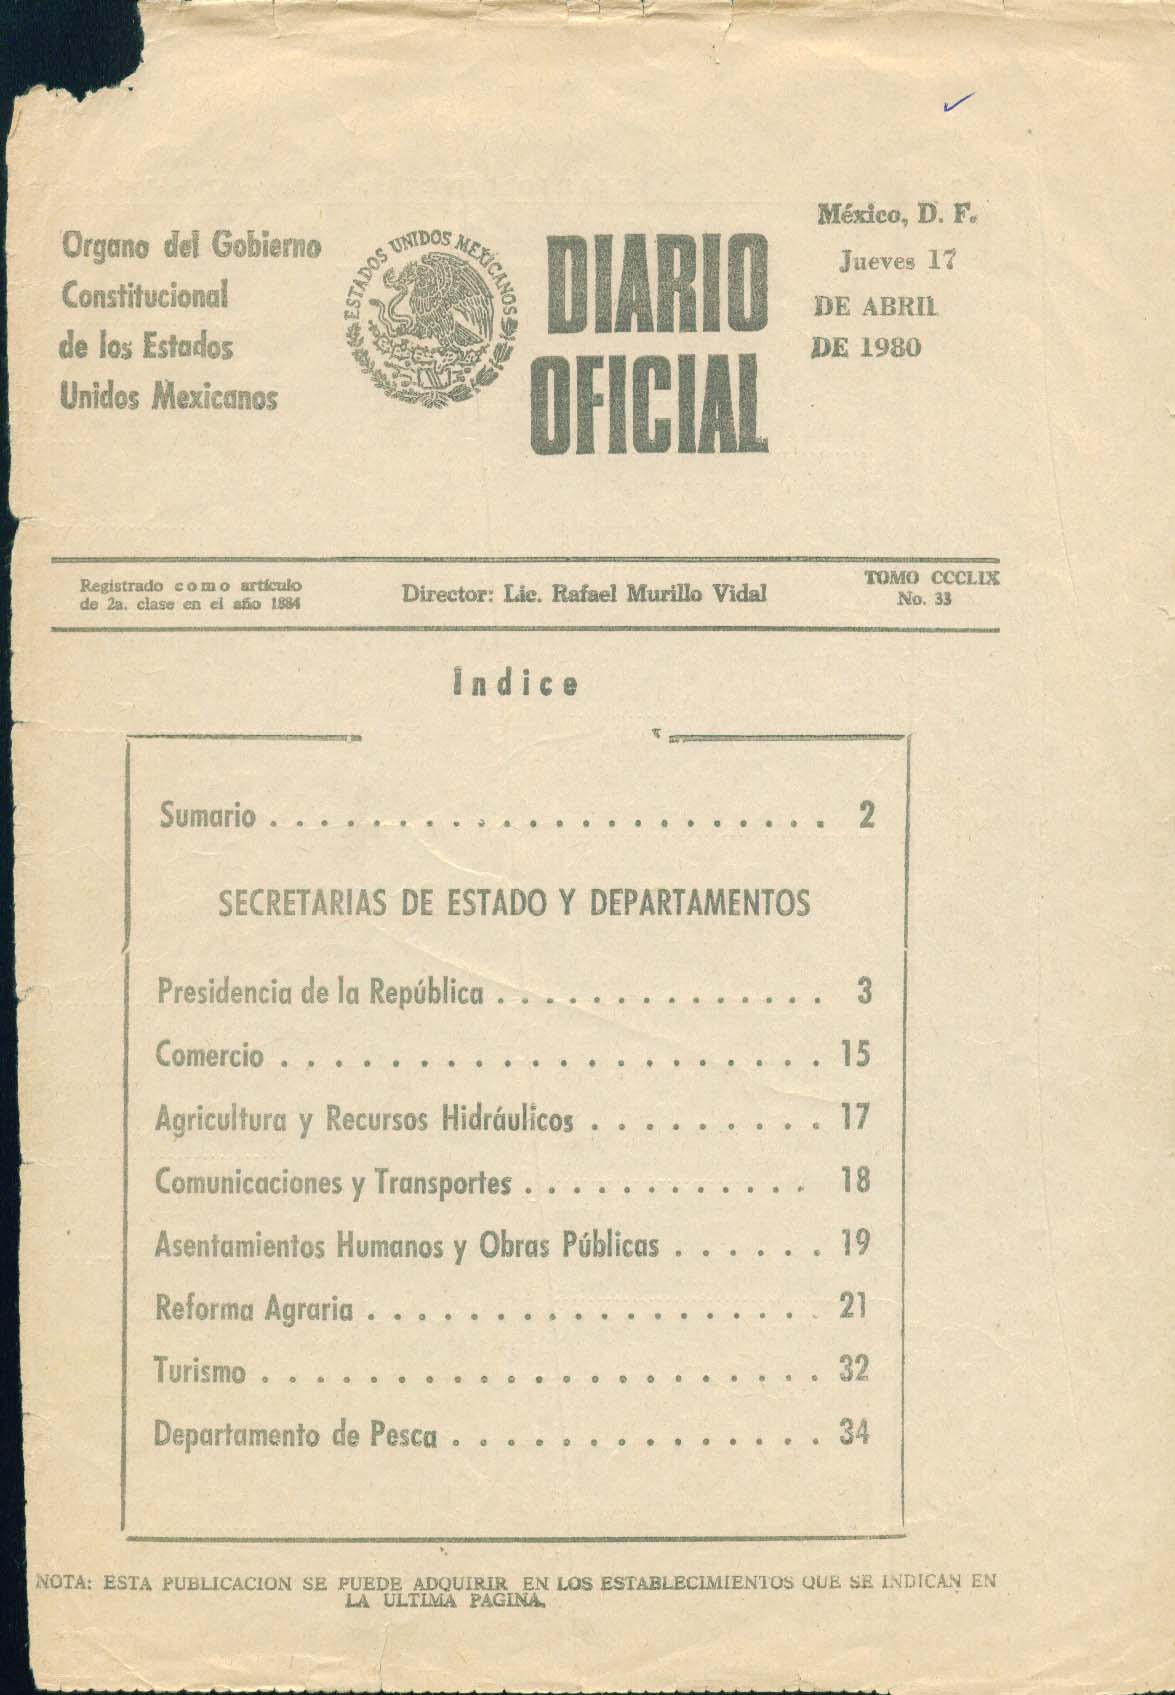 Organo del Gobierno
Constitucional
de los Estados
Unidos Mexicanos
ESTADOS UNIDOS MEXICANOS
DIARIO
OFICIAL
México, D. F.
Jueves 17
DE ABRIL
DE 1980
Registrado como artículo
de 2a. clase en el año 1884
Director: Lic. Rafael Murillo Vidal
TOMO CCCLIX
No. 33
Indice
Sumario . . . . . . . . . . . . . . . . . . . . . . 2
SECRETARIAS DE ESTADO Y DEPARTAMENTOS
Presidencia de la República . . . . . . . . . . . . . 3
Comercio . . . . . . . . . . . . . . . . . . . . . 15
Agricultura y Recursos Hidráulicos . . . . . . . . . 17
Comunicaciones y Transportes . . . . . . . . . . . 18
Asentamientos Humanos y Obras Públicas . . . . . . 19
Reforma Agraria . . . . . . . . . . . . . . . . . . 21
Turismo . . . . . . . . . . . . . . . . . . . . . 32
Departamento de Pesca . . . . . . . . . . . . . . 34
NOTA: ESTA PUBLICACION SE PUEDE ADQUIRIR EN LOS ESTABLECIMIENTOS QUE SE INDICAN EN
LA ULTIMA PAGINA.